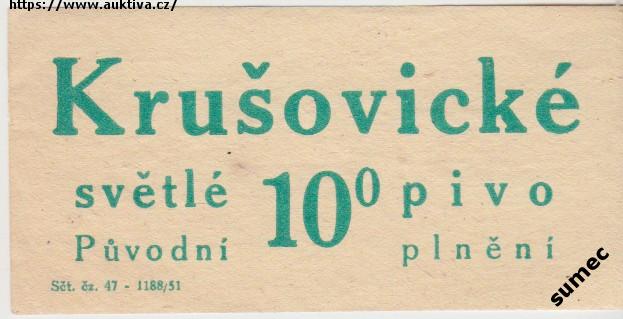 https://www.auktiva.cz/
Krušovické
světlé 10⁰ pivo
Původní plnění
Sčt. čz. 47 - 1188/51
sumec